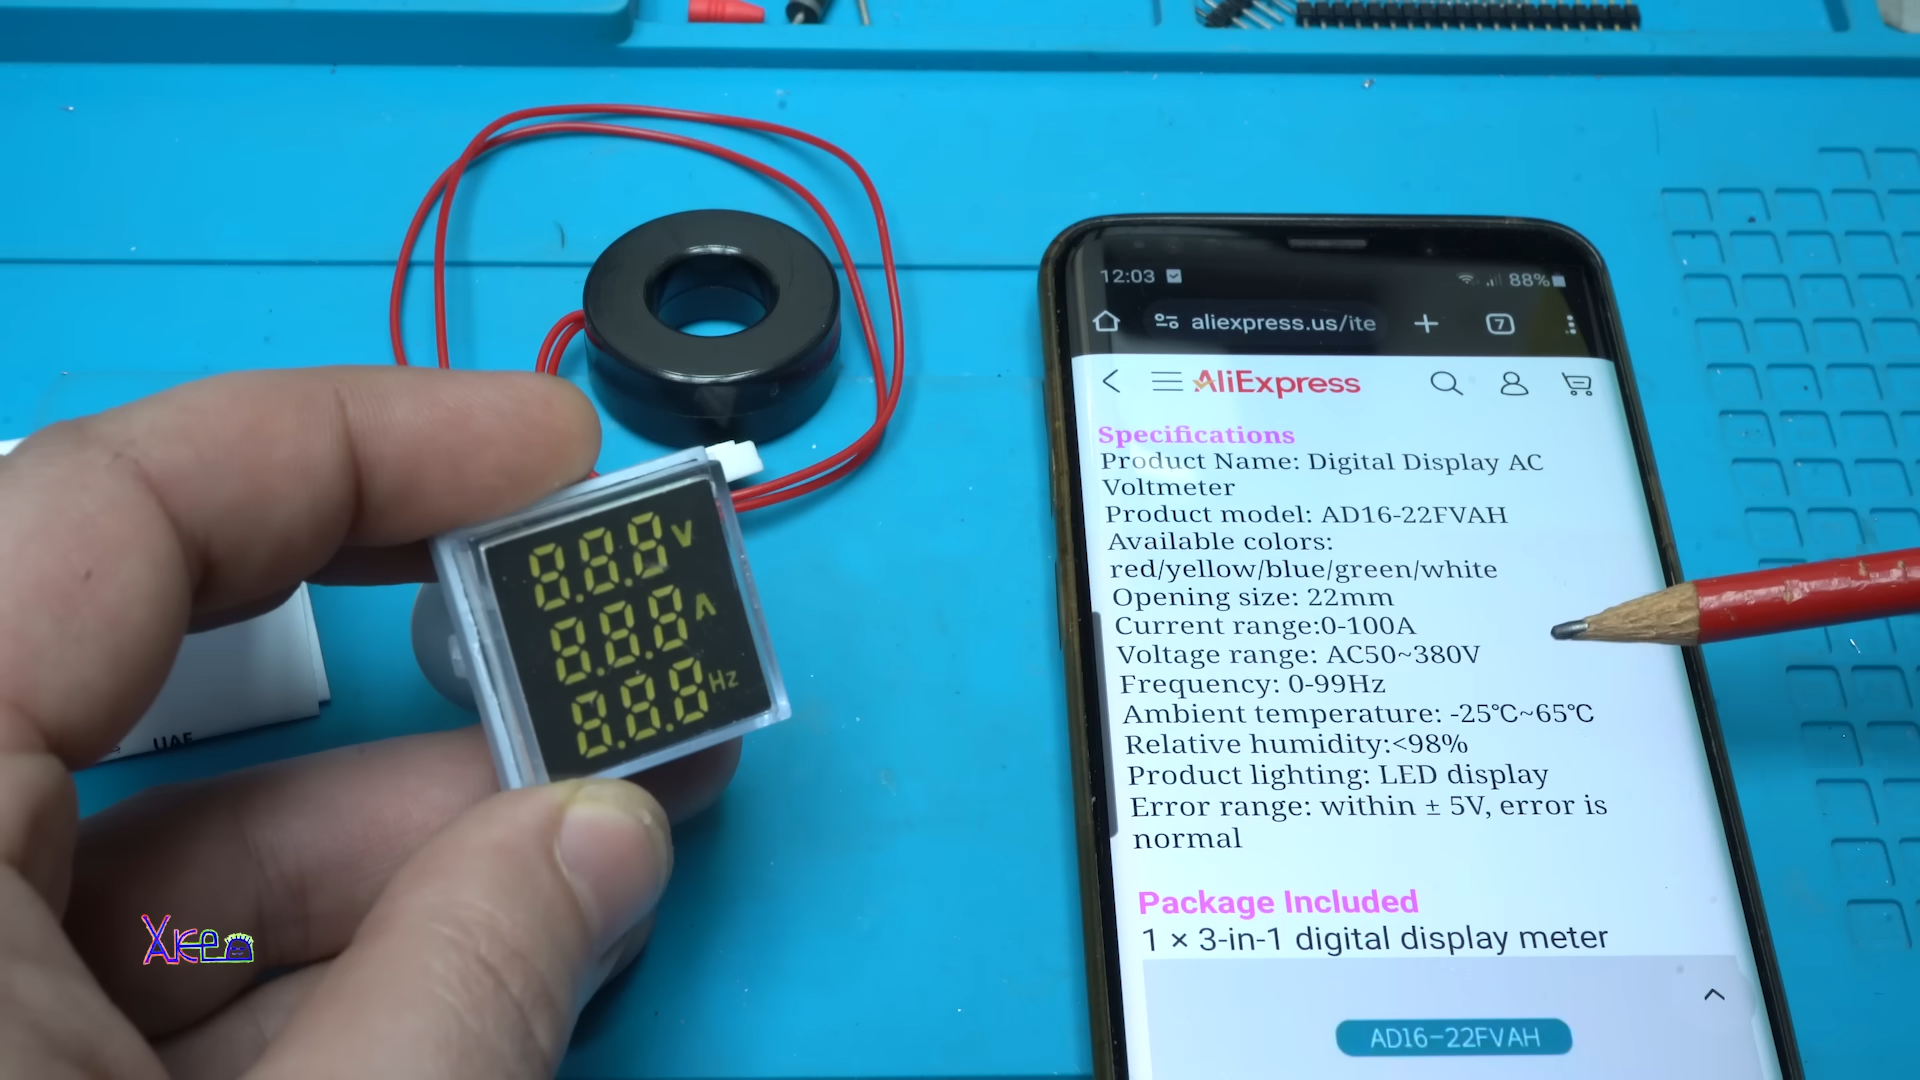 12:03
88%
aliexpress.us/ite
7
AliExpress
Specifications
Product Name: Digital Display AC
Voltmeter
Product model: AD16-22FVAH
Available colors:
red/yellow/blue/green/white
Opening size: 22mm
Current range:0-100A
Voltage range: AC50~380V
Frequency: 0-99Hz
Ambient temperature: -25℃~65℃
Relative humidity:<98%
Product lighting: LED display
Error range: within ± 5V, error is
normal
Package Included
1 × 3-in-1 digital display meter
AD16-22FVAH
8.8.8 V
8.8.8 A
8.8.8 Hz